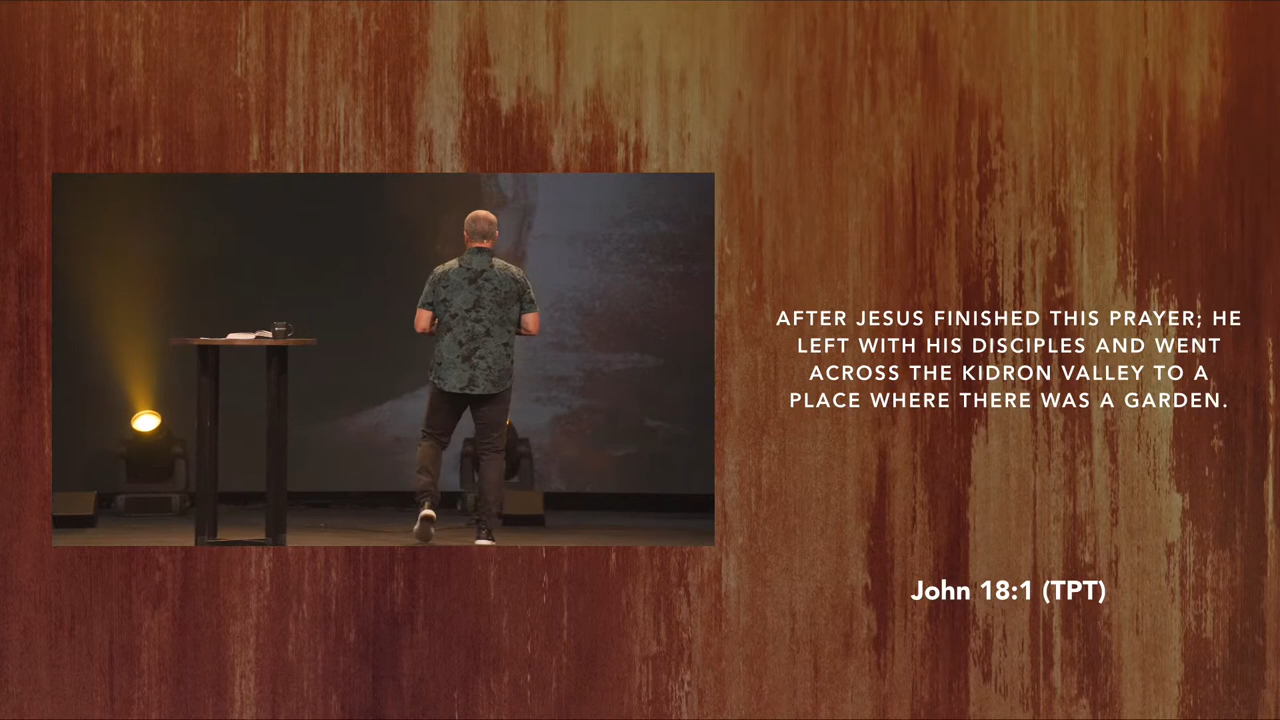 AFTER JESUS FINISHED THIS PRAYER; HE
LEFT WITH HIS DISCIPLES AND WENT
ACROSS THE KIDRON VALLEY TO A
PLACE WHERE THERE WAS A GARDEN.
John 18:1 (TPT)